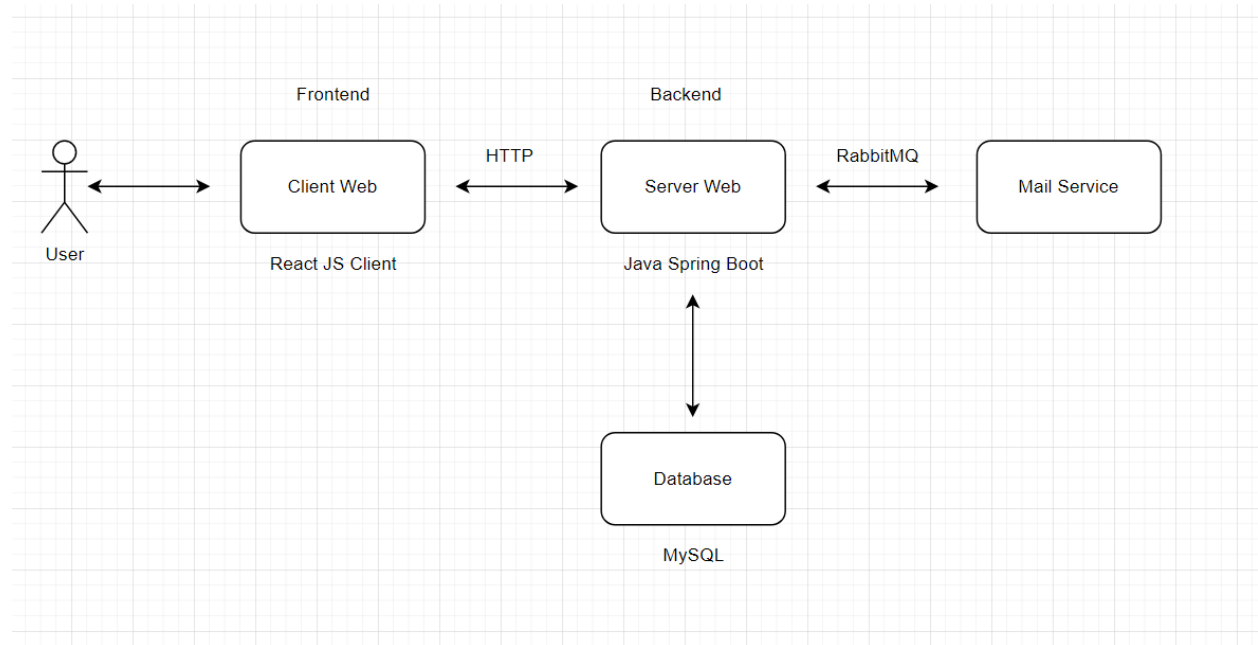 Frontend
Backend
HTTP
RabbitMQ
Client Web
Server Web
Mail Service
User
React JS Client
Java Spring Boot
Database
MySQL